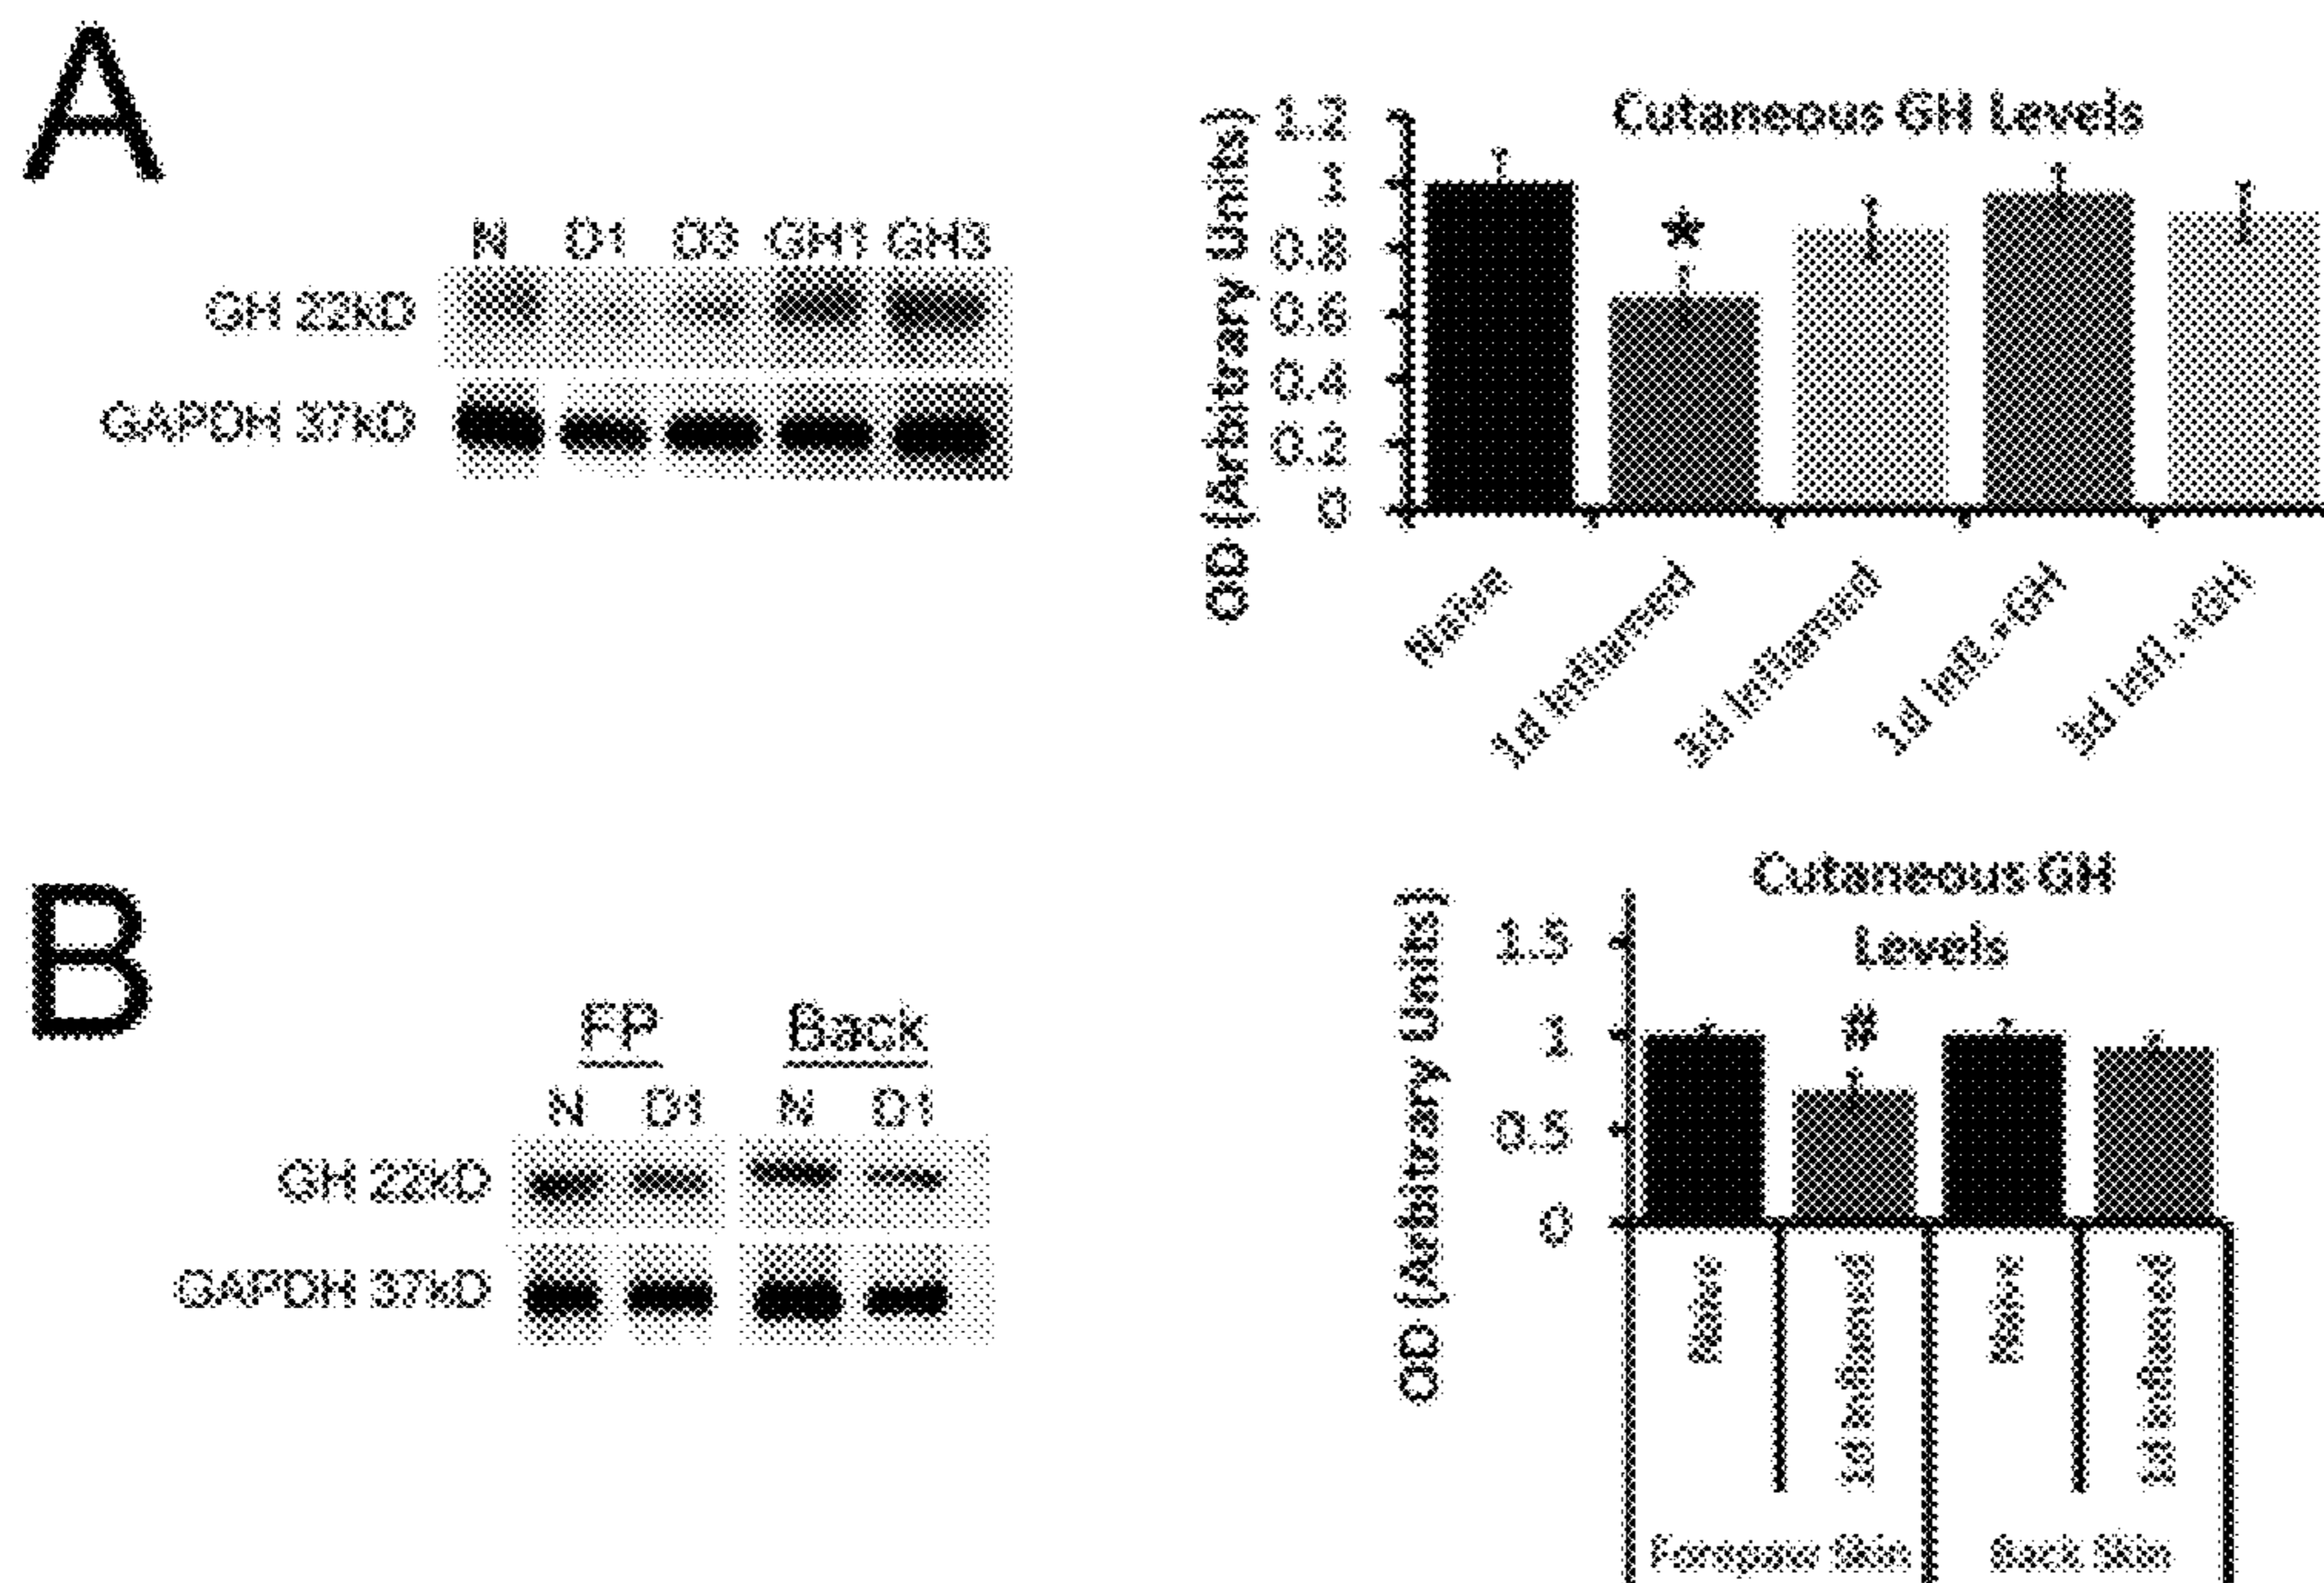 A
N D1 D3 GH1 GH3
GH 22kD
GAPDH 37kD
Cutaneous GH Levels
OD (Arbitrary Units)
1.2
1
0.8
0.6
0.4
0.2
0
*
Naïve
1d Inflamed
3d Inflamed
1d Infl.+GH
3d Infl.+GH
B
FP Back
N D1 N D1
GH 22kD
GAPDH 37kD
Cutaneous GH
Levels
OD (Arbitrary Units)
1.5
1
0.5
0
#
Naïve
1d Inflamed
Naïve
1d Inflamed
Forepaw Skin
Back Skin